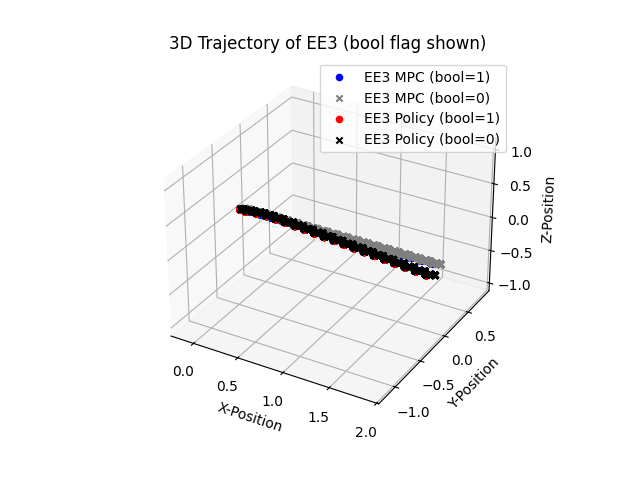 3D Trajectory of EE3 (bool flag shown)
EE3 MPC (bool=1)
EE3 MPC (bool=0)
EE3 Policy (bool=1)
EE3 Policy (bool=0)
1.0
0.5
0.0
−0.5
−1.0
Z-Position
0.5
0.0
−0.5
−1.0
Y-Position
0.0
0.5
1.0
1.5
2.0
X-Position